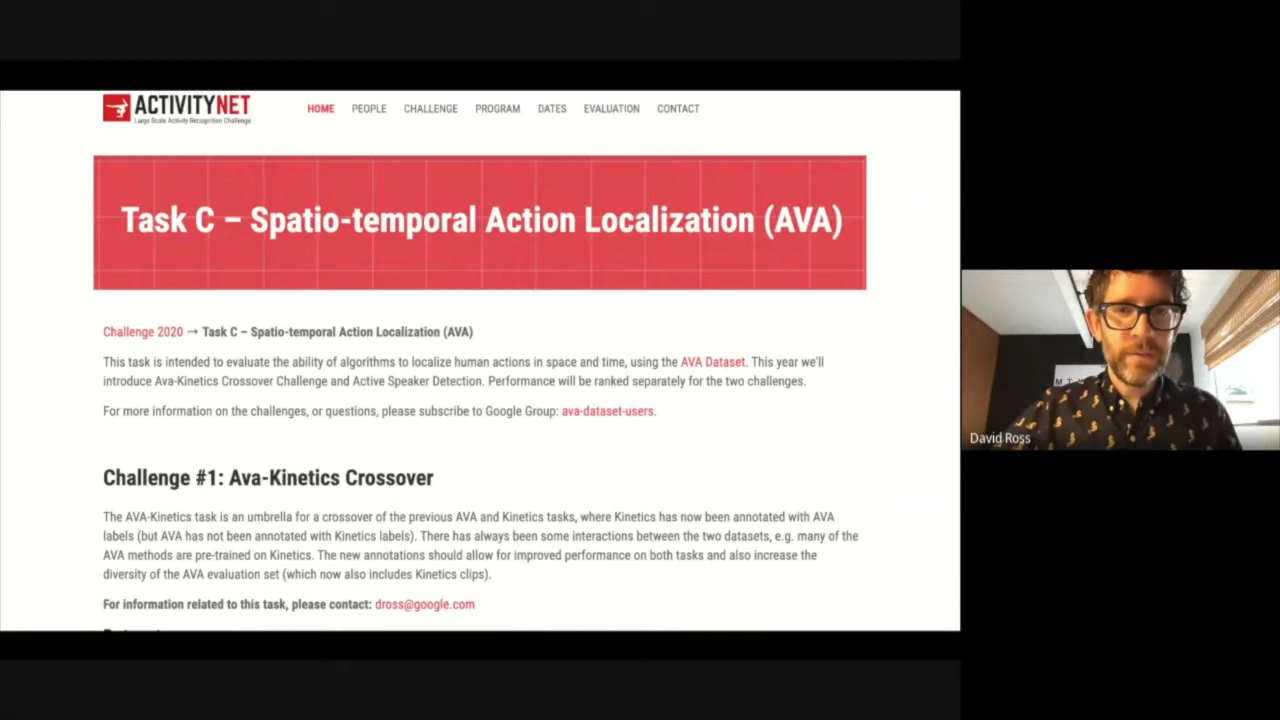 ACTIVITYNET
Large Scale Activity Recognition Challenge
HOME PEOPLE CHALLENGE PROGRAM DATES EVALUATION CONTACT
Task C – Spatio-temporal Action Localization (AVA)
Challenge 2020 → Task C – Spatio-temporal Action Localization (AVA)
This task is intended to evaluate the ability of algorithms to localize human actions in space and time, using the AVA Dataset. This year we'll
introduce Ava-Kinetics Crossover Challenge and Active Speaker Detection. Performance will be ranked separately for the two challenges.
For more information on the challenges, or questions, please subscribe to Google Group: ava-dataset-users.
Challenge #1: Ava-Kinetics Crossover
The AVA-Kinetics task is an umbrella for a crossover of the previous AVA and Kinetics tasks, where Kinetics has now been annotated with AVA
labels (but AVA has not been annotated with Kinetics labels). There has always been some interactions between the two datasets, e.g. many of the
AVA methods are pre-trained on Kinetics. The new annotations should allow for improved performance on both tasks and also increase the
diversity of the AVA evaluation set (which now also includes Kinetics clips).
For information related to this task, please contact: dross@google.com
David Ross